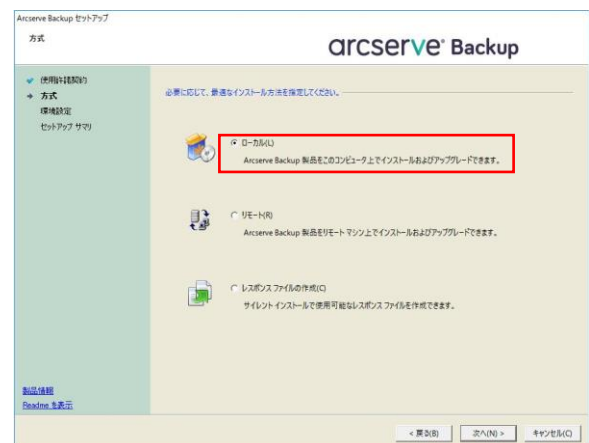 Arcserve Backup セットアップ
方式
arcserve® Backup
使用許諾契約
方式
環境設定
セットアップ サマリ
必要に応じて、最適なインストール方法を指定してください。
ローカル(L)
Arcserve Backup 製品をこのコンピュータ上でインストールおよびアップグレードできます。
リモート(R)
Arcserve Backup 製品をリモート マシン上でインストールおよびアップグレードできます。
レスポンス ファイルの作成(C)
サイレント インストールで使用可能なレスポンス ファイルを作成できます。
製品情報
Readme を表示
< 戻る(B)
次へ(N) >
キャンセル(C)